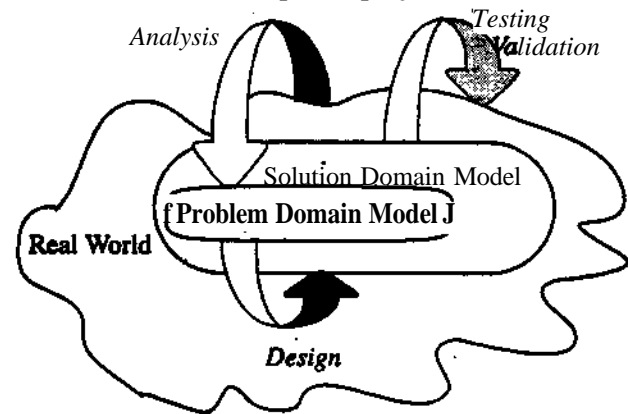 Analysis
Testing
Validation
Solution Domain Model
f Problem Domain Model J
Real World
Design